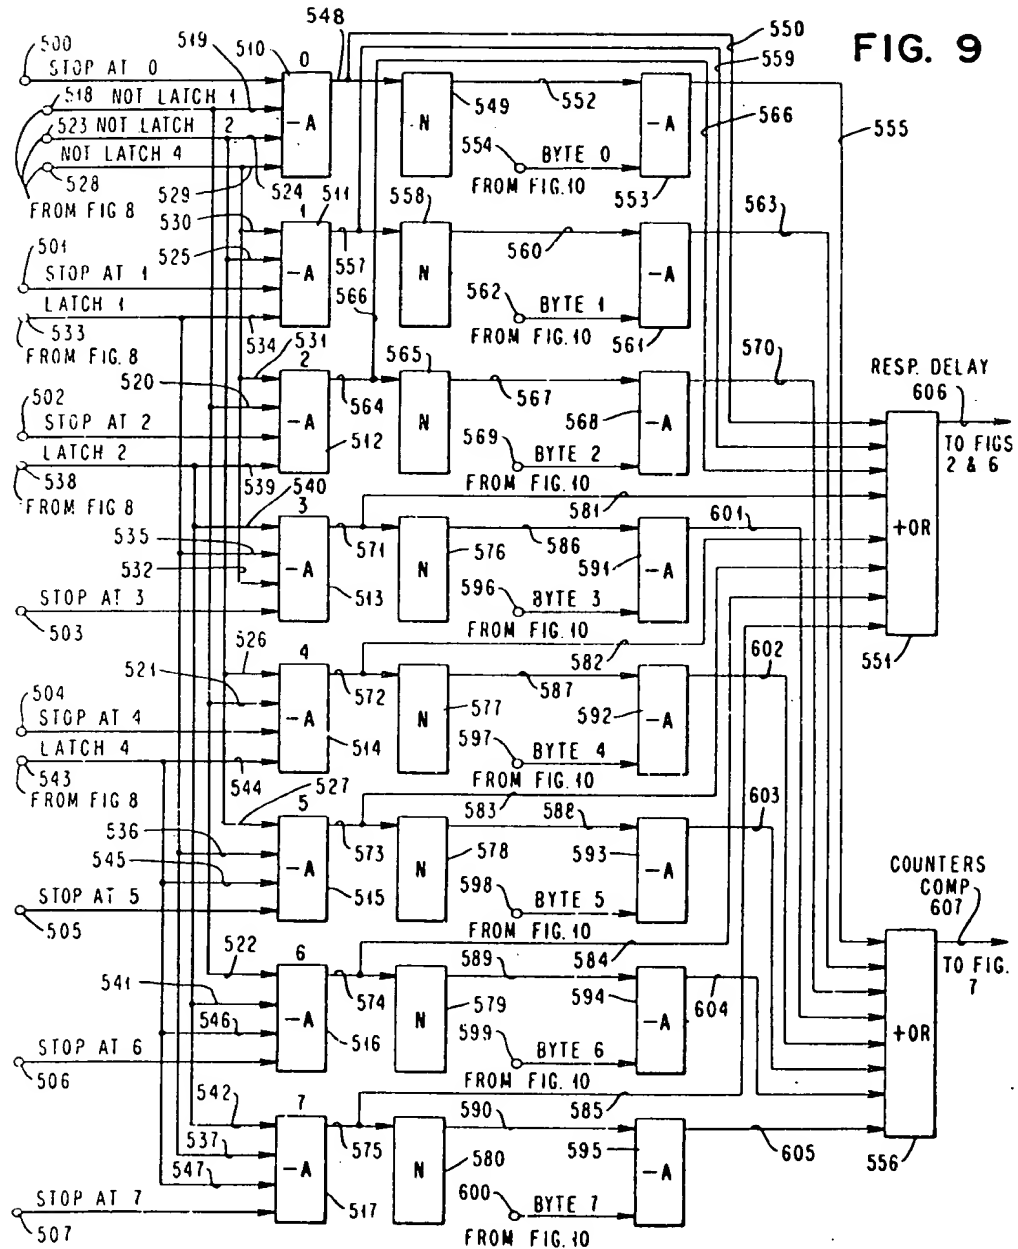 FIG. 9
500
STOP AT 0
519
510
0
548
550
559
518 NOT LATCH 1
523 NOT LATCH 2
NOT LATCH 4
528
FROM FIG 8
-A
N
549
552
-A
554
BYTE 0
FROM FIG.10
553
566
555
529
524
511
530
501
525
STOP AT 1
LATCH 1
533
FROM FIG. 8
534
1
-A
557
558
N
560
562
BYTE 1
FROM FIG.10
-A
561
563
566
531
520
502
STOP AT 2
LATCH 2
538
FROM FIG 8
539
2
-A
564
512
565
N
567
569
BYTE 2
FROM FIG.10
568
-A
570
RESP. DELAY
606
TO FIGS
2 & 6
540
535
532
STOP AT 3
503
3
-A
571
513
N
576
586
581
596
BYTE 3
FROM FIG.10
591
-A
601
+OR
551
526
521
504
STOP AT 4
LATCH 4
543
FROM FIG 8
544
4
-A
572
514
N
577
582
587
597
BYTE 4
FROM FIG.10
592
-A
602
527
536
545
STOP AT 5
505
5
-A
573
515
N
578
583
588
598
BYTE 5
FROM FIG.10
593
-A
603
522
541
546
STOP AT 6
506
6
-A
574
516
N
579
589
584
599
BYTE 6
FROM FIG.10
594
-A
604
COUNTERS
COMP
607
TO FIG.
7
+OR
556
542
537
547
STOP AT 7
507
7
-A
575
517
N
580
590
585
600
BYTE 7
FROM FIG.10
595
-A
605